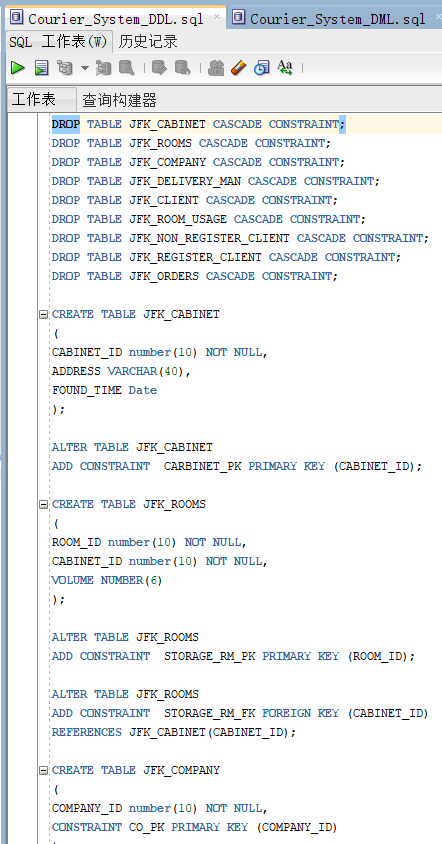 Courier_System_DDL.sql × Courier_System_DML.sql
SQL 工作表(W) 历史记录
Aa
工作表 查询构建器
DROP TABLE JFK_CABINET CASCADE CONSTRAINT;
DROP TABLE JFK_ROOMS CASCADE CONSTRAINT;
DROP TABLE JFK_COMPANY CASCADE CONSTRAINT;
DROP TABLE JFK_DELIVERY_MAN CASCADE CONSTRAINT;
DROP TABLE JFK_CLIENT CASCADE CONSTRAINT;
DROP TABLE JFK_ROOM_USAGE CASCADE CONSTRAINT;
DROP TABLE JFK_NON_REGISTER_CLIENT CASCADE CONSTRAINT;
DROP TABLE JFK_REGISTER_CLIENT CASCADE CONSTRAINT;
DROP TABLE JFK_ORDERS CASCADE CONSTRAINT;
CREATE TABLE JFK_CABINET
(
CABINET_ID number(10) NOT NULL,
ADDRESS VARCHAR(40),
FOUND_TIME Date
);
ALTER TABLE JFK_CABINET
ADD CONSTRAINT  CARBINET_PK PRIMARY KEY (CABINET_ID);
CREATE TABLE JFK_ROOMS
(
ROOM_ID number(10) NOT NULL,
CABINET_ID number(10) NOT NULL,
VOLUME NUMBER(6)
);
ALTER TABLE JFK_ROOMS
ADD CONSTRAINT  STORAGE_RM_PK PRIMARY KEY (ROOM_ID);
ALTER TABLE JFK_ROOMS
ADD CONSTRAINT  STORAGE_RM_FK FOREIGN KEY (CABINET_ID)
REFERENCES JFK_CABINET(CABINET_ID);
CREATE TABLE JFK_COMPANY
(
COMPANY_ID number(10) NOT NULL,
CONSTRAINT CO_PK PRIMARY KEY (COMPANY_ID)